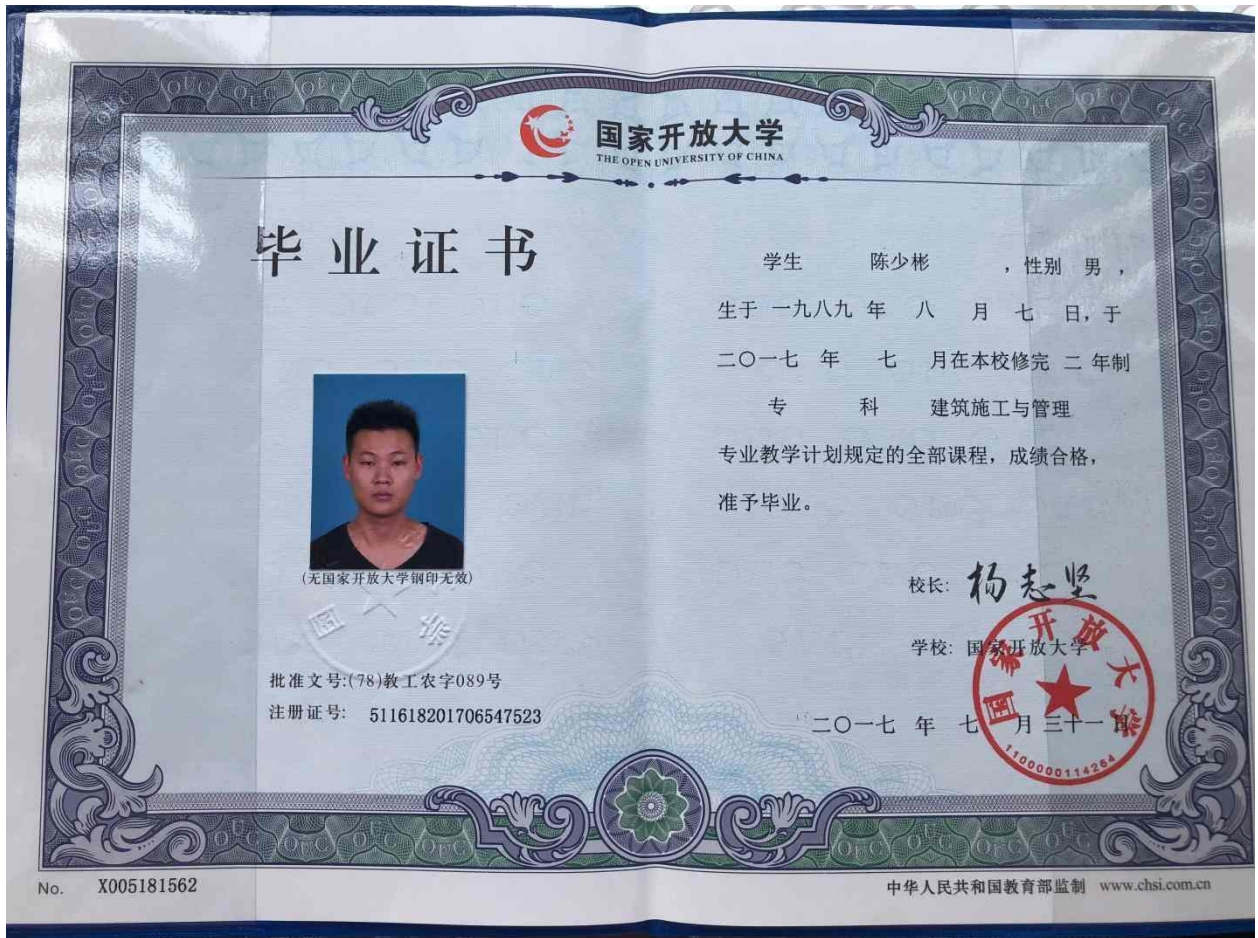 国家开放大学
THE OPEN UNIVERSITY OF CHINA
毕业证书
(无国家开放大学钢印无效)
批准文号:(78)教工农字089号
注册证号: 511618201706547523
学生 陈少彬 ，性别 男 ，
生于 一九八九 年 八 月 七 日，于
二〇一七 年 七 月在本校修完 二 年制
专 科 建筑施工与管理
专业教学计划规定的全部课程，成绩合格，
准予毕业。
校长: 杨志坚
学校: 国家开放大学
二〇一七 年 七 月 三十一 日
国家开放大学
1100000114264
No. X005181562
中华人民共和国教育部监制 www.chsi.com.cn